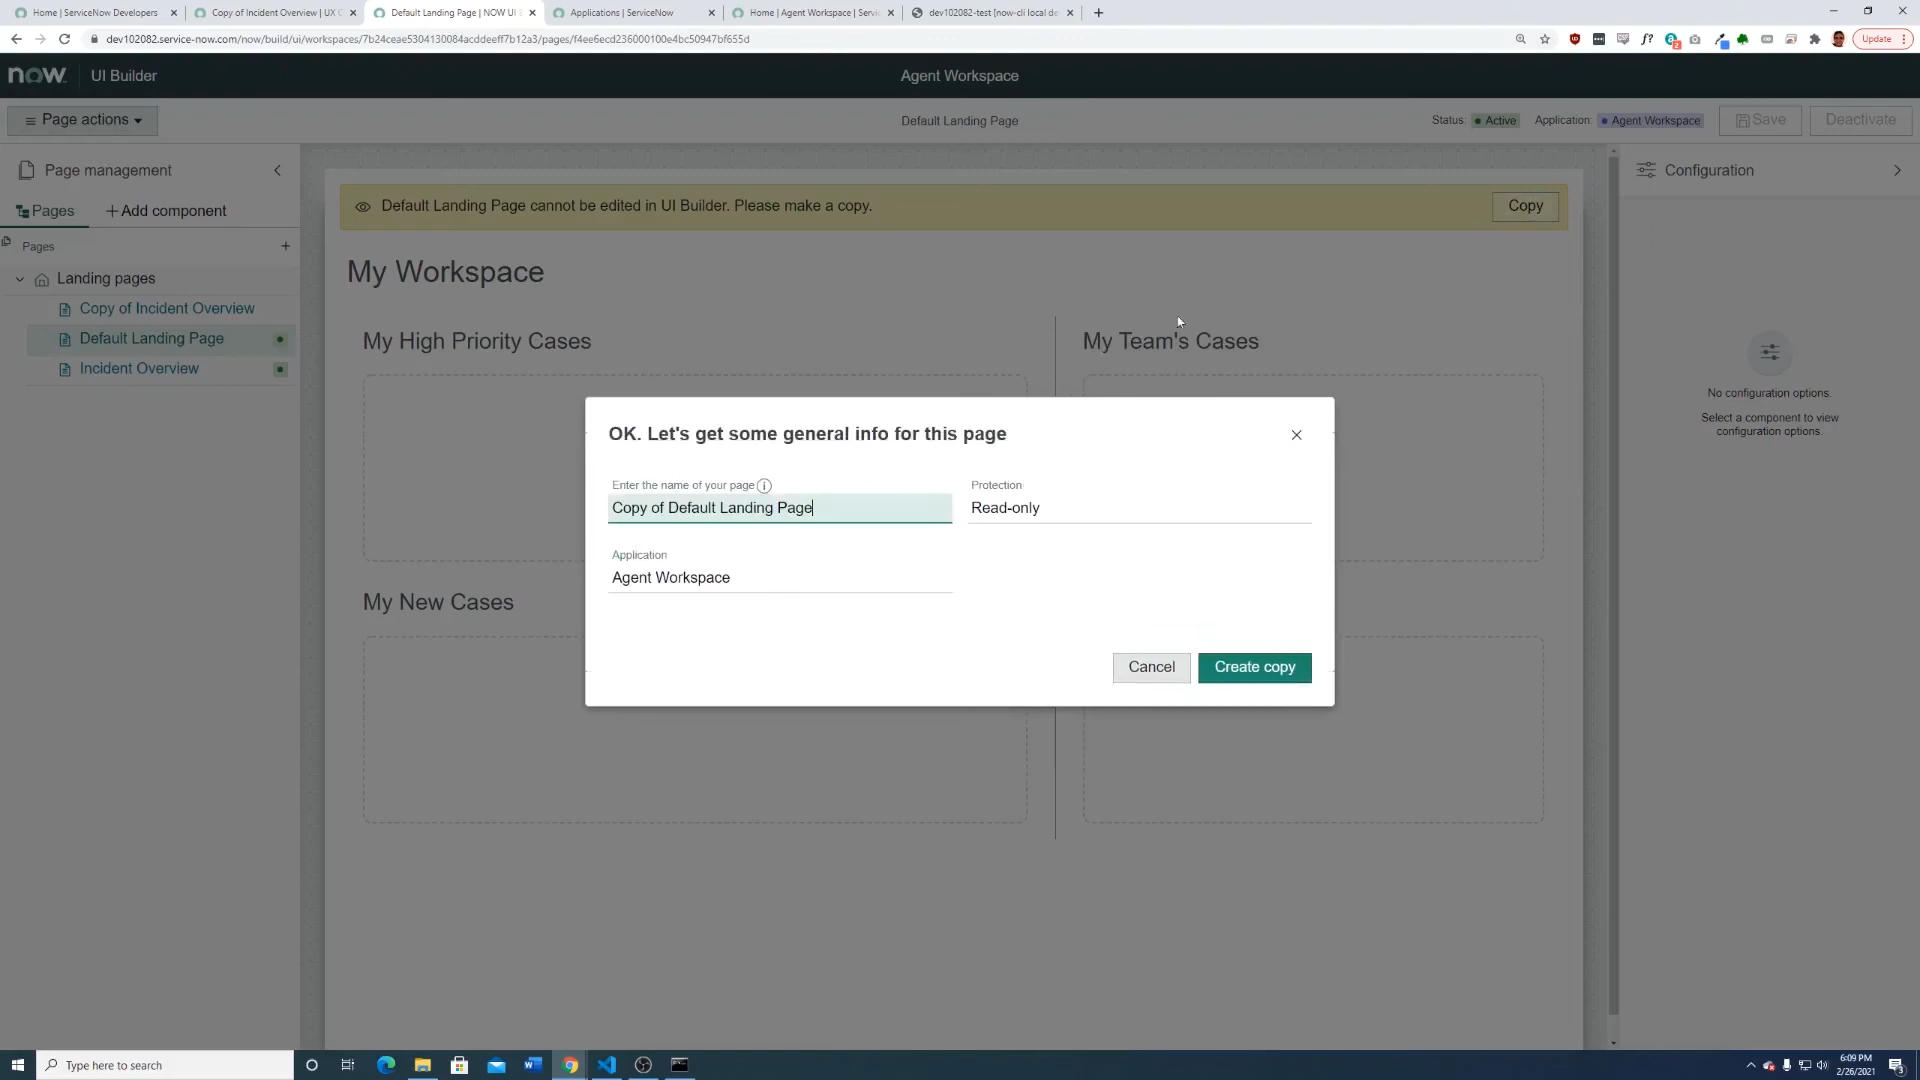 Home | ServiceNow Developers
Copy of Incident Overview | UX C
Default Landing Page | NOW UI B
Applications | ServiceNow
Home | Agent Workspace | Servic
dev102082-test [now-cli local de
dev102082.service-now.com/now/build/ui/workspaces/7b24ceae5304130084acddeeff7b12a3/pages/f4ee6ecd236000100e4bc50947bf655d
Update
now UI Builder
Agent Workspace
Page actions
Default Landing Page
Status: Active Application: Agent Workspace
Save
Deactivate
Page management
Pages
Add component
Pages
Landing pages
Copy of Incident Overview
Default Landing Page
Incident Overview
Default Landing Page cannot be edited in UI Builder. Please make a copy.
Copy
My Workspace
My High Priority Cases
My Team's Cases
My New Cases
OK. Let's get some general info for this page
Enter the name of your page
Copy of Default Landing Page
Protection
Read-only
Application
Agent Workspace
Cancel
Create copy
Configuration
No configuration options.
Select a component to view
configuration options.
Type here to search
6:09 PM
2/26/2021